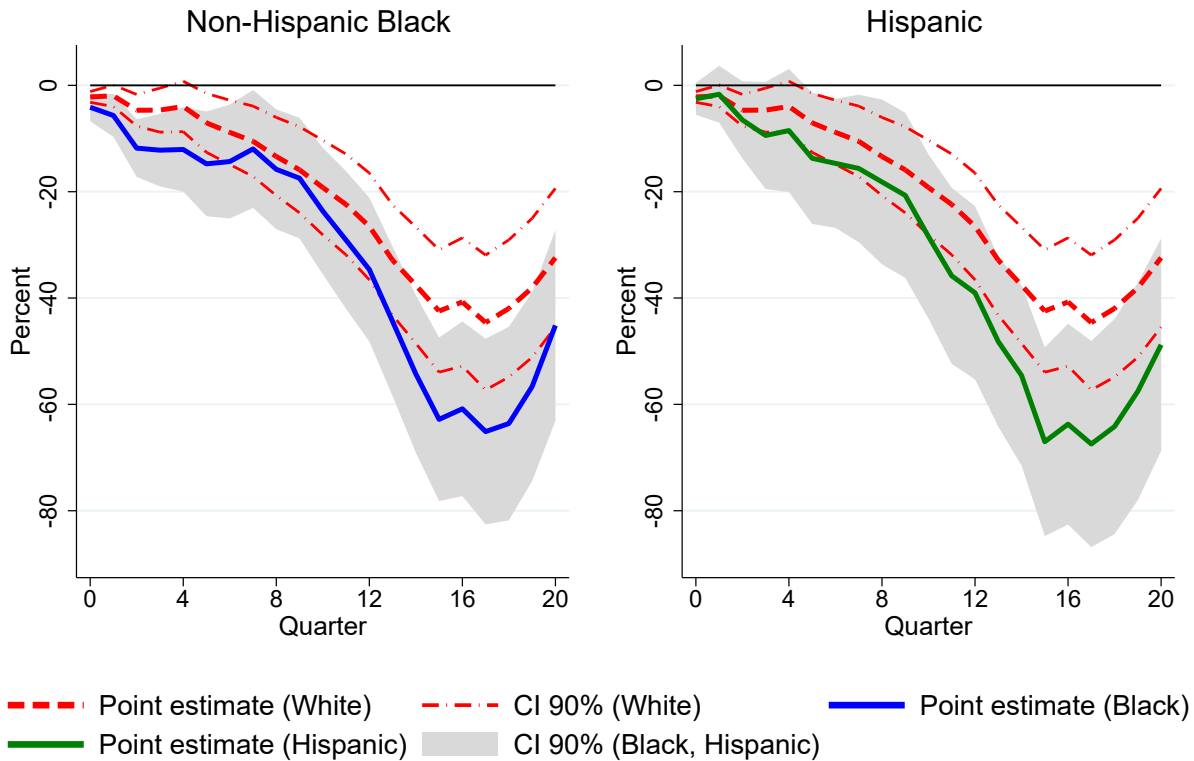 Non-Hispanic Black
Hispanic
Percent
0
-20
-40
-60
-80
0 4 8 12 16 20
Quarter
Percent
0
-20
-40
-60
-80
0 4 8 12 16 20
Quarter
Point estimate (White)
CI 90% (White)
Point estimate (Black)
Point estimate (Hispanic)
CI 90% (Black, Hispanic)